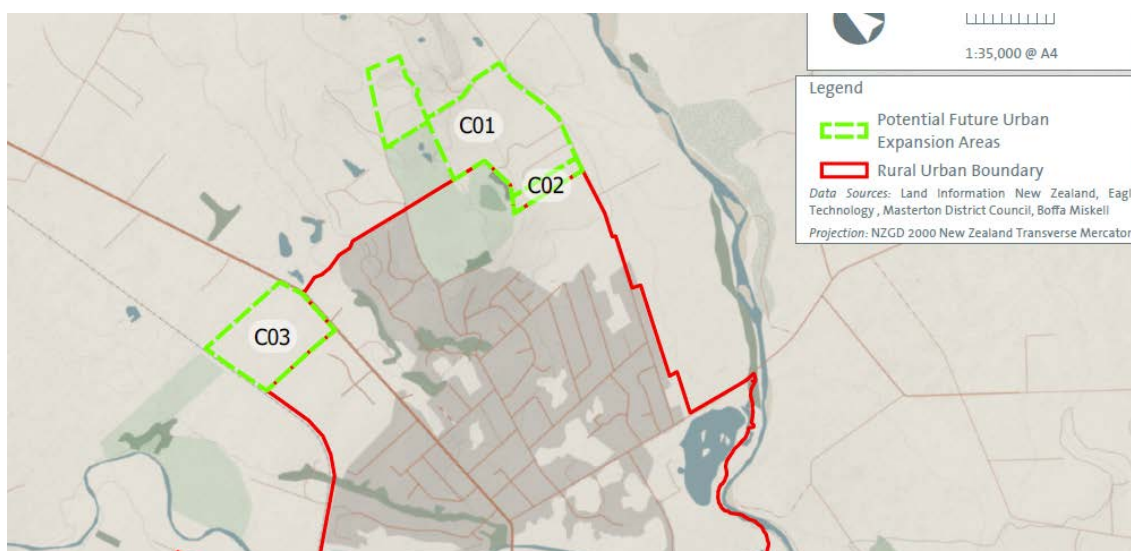 1:35,000 @ A4
Legend
Potential Future Urban
Expansion Areas
Rural Urban Boundary
Data Sources: Land Information New Zealand, Eagl
Technology , Masterton District Council, Boffa Miskell
Projection: NZGD 2000 New Zealand Transverse Mercator
C01
C02
C03